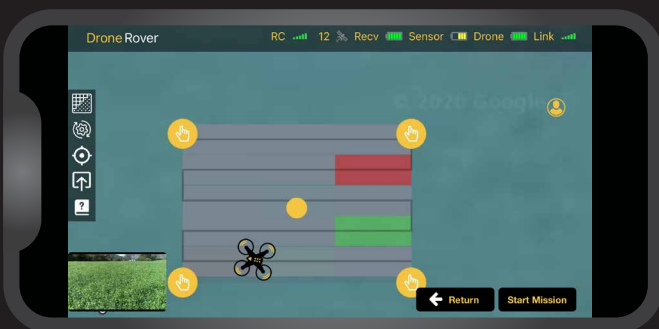 Drone Rover
RC 12 Recv Sensor Drone Link
© 2020 Google
?
Return
Start Mission